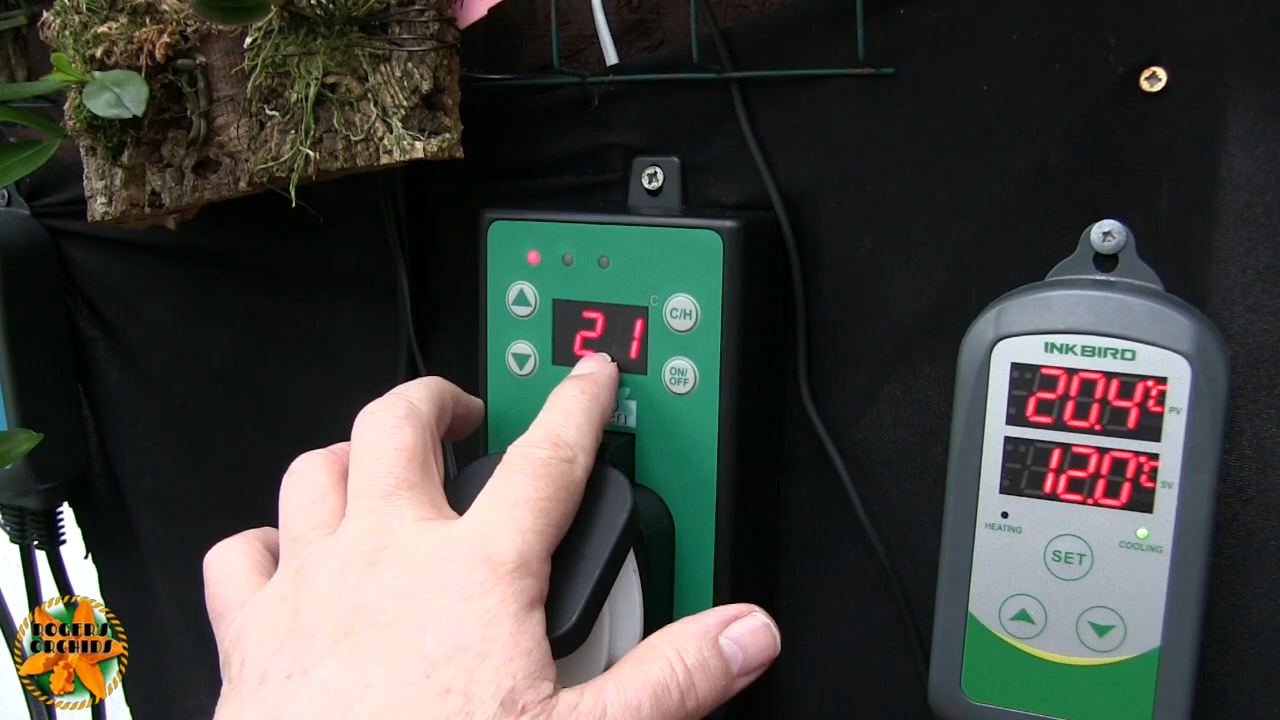 °C
C/H
21
ON/
OFF
INKBIRD
20.4°C
PV
12.0°C
SV
HEATING
COOLING
SET
ROGERS
ORCHIDS